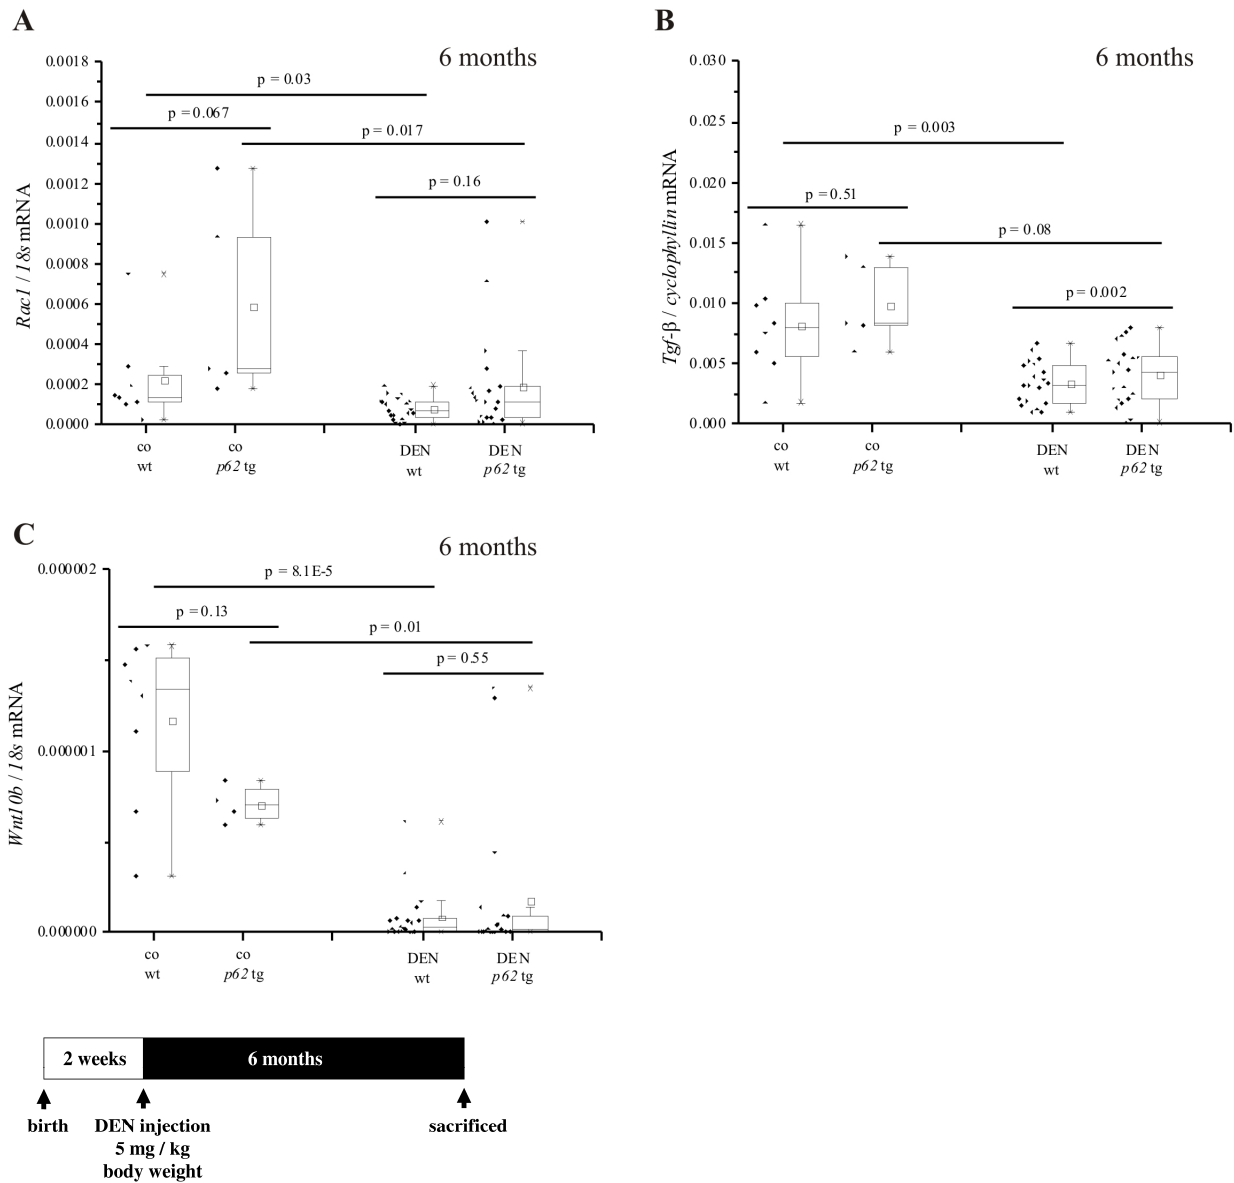 A
6 months
0.0018
0.0016
0.0014
0.0012
0.0010
0.0008
0.0006
0.0004
0.0002
0.0000
Rac1 / 18s mRNA
p = 0.03
p = 0.067
p = 0.017
p = 0.16
co
wt
co
p62 tg
DEN
wt
DEN
p62 tg
B
6 months
0.030
0.025
0.020
0.015
0.010
0.005
0.000
Tgf-β / cyclophyllin mRNA
p = 0.003
p = 0.51
p = 0.08
p = 0.002
co
wt
co
p62 tg
DEN
wt
DEN
p62 tg
C
6 months
0.000002
0.000001
0.000000
Wnt10b / 18s mRNA
p = 8.1E-5
p = 0.13
p = 0.01
p = 0.55
co
wt
co
p62 tg
DEN
wt
DEN
p62 tg
2 weeks
6 months
birth
DEN injection
5 mg / kg
body weight
sacrificed